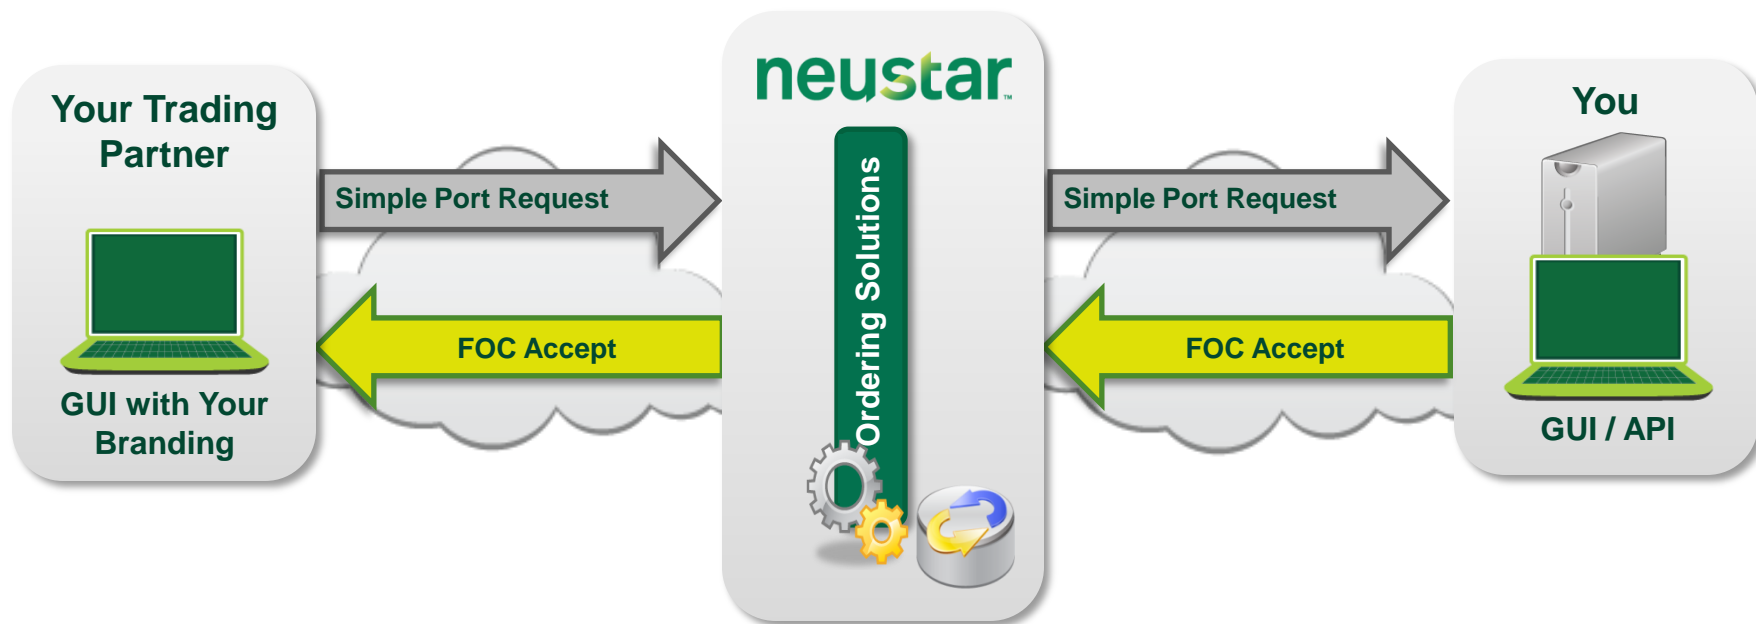 Your Trading
Partner
GUI with Your
Branding
Simple Port Request
FOC Accept
neustar™
Ordering Solutions
Simple Port Request
FOC Accept
You
GUI / API